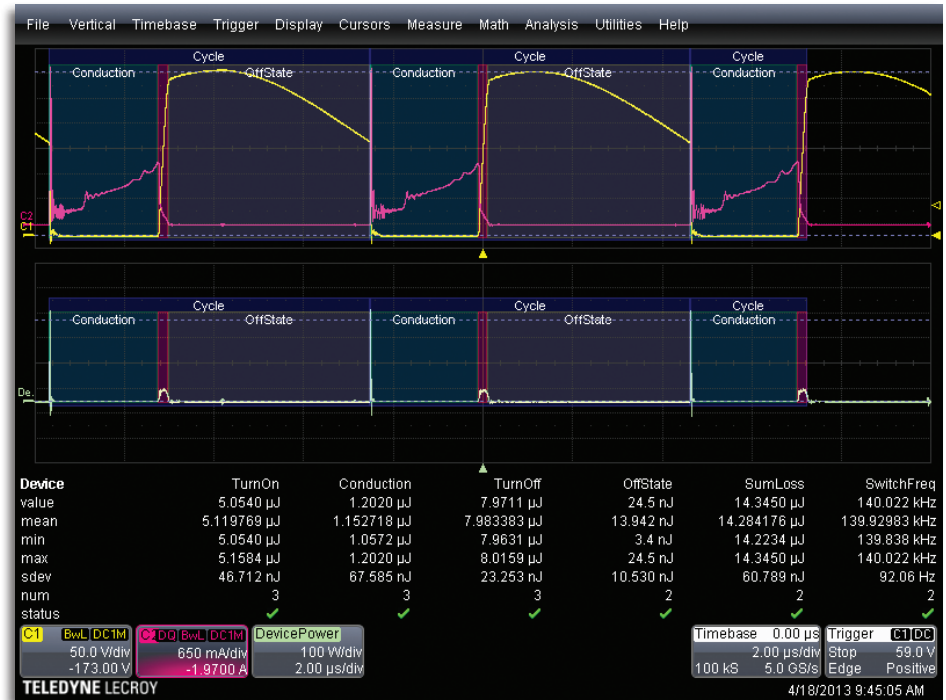 File Vertical Timebase Trigger Display Cursors Measure Math Analysis Utilities Help
Cycle Cycle Cycle
Conduction OffState Conduction OffState Conduction
C2
C1
Cycle Cycle Cycle
Conduction OffState Conduction OffState Conduction
De.
Device TurnOn Conduction TurnOff OffState SumLoss SwitchFreq
value 5.0540 µJ 1.2020 µJ 7.9711 µJ 24.5 nJ 14.3450 µJ 140.022 kHz
mean 5.119769 µJ 1.152718 µJ 7.983383 µJ 13.942 nJ 14.284176 µJ 139.92983 kHz
min 5.0540 µJ 1.0572 µJ 7.9631 µJ 3.4 nJ 14.2234 µJ 139.838 kHz
max 5.1584 µJ 1.2020 µJ 8.0159 µJ 24.5 nJ 14.3450 µJ 140.022 kHz
sdev 46.712 nJ 67.585 nJ 23.253 nJ 10.530 nJ 60.789 nJ 92.06 Hz
num 3 3 3 2 2 2
status
C1 BwL DC1M C2 DQ BwL DC1M DevicePower Timebase 0.00 µs Trigger C1 DC
50.0 V/div 650 mA/div 100 W/div 2.00 µs/div Stop 59.0 V
-173.00 V -1.9700 A 2.00 µs/div 100 kS 5.0 GS/s Edge Positive
TELEDYNE LECROY 4/18/2013 9:45:05 AM